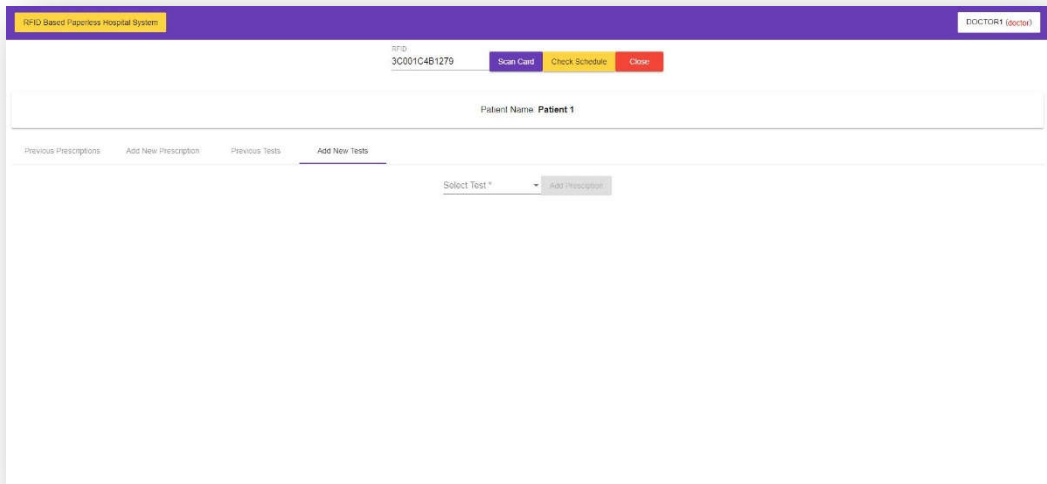 RFID Based Paperless Hospital System
DOCTOR1 (doctor)
RFID
3C001C4B1279
Scan Card
Check Schedule
Close
Patient Name: Patient 1
Previous Prescriptions
Add New Prescription
Previous Tests
Add New Tests
Select Test *
Add Prescription